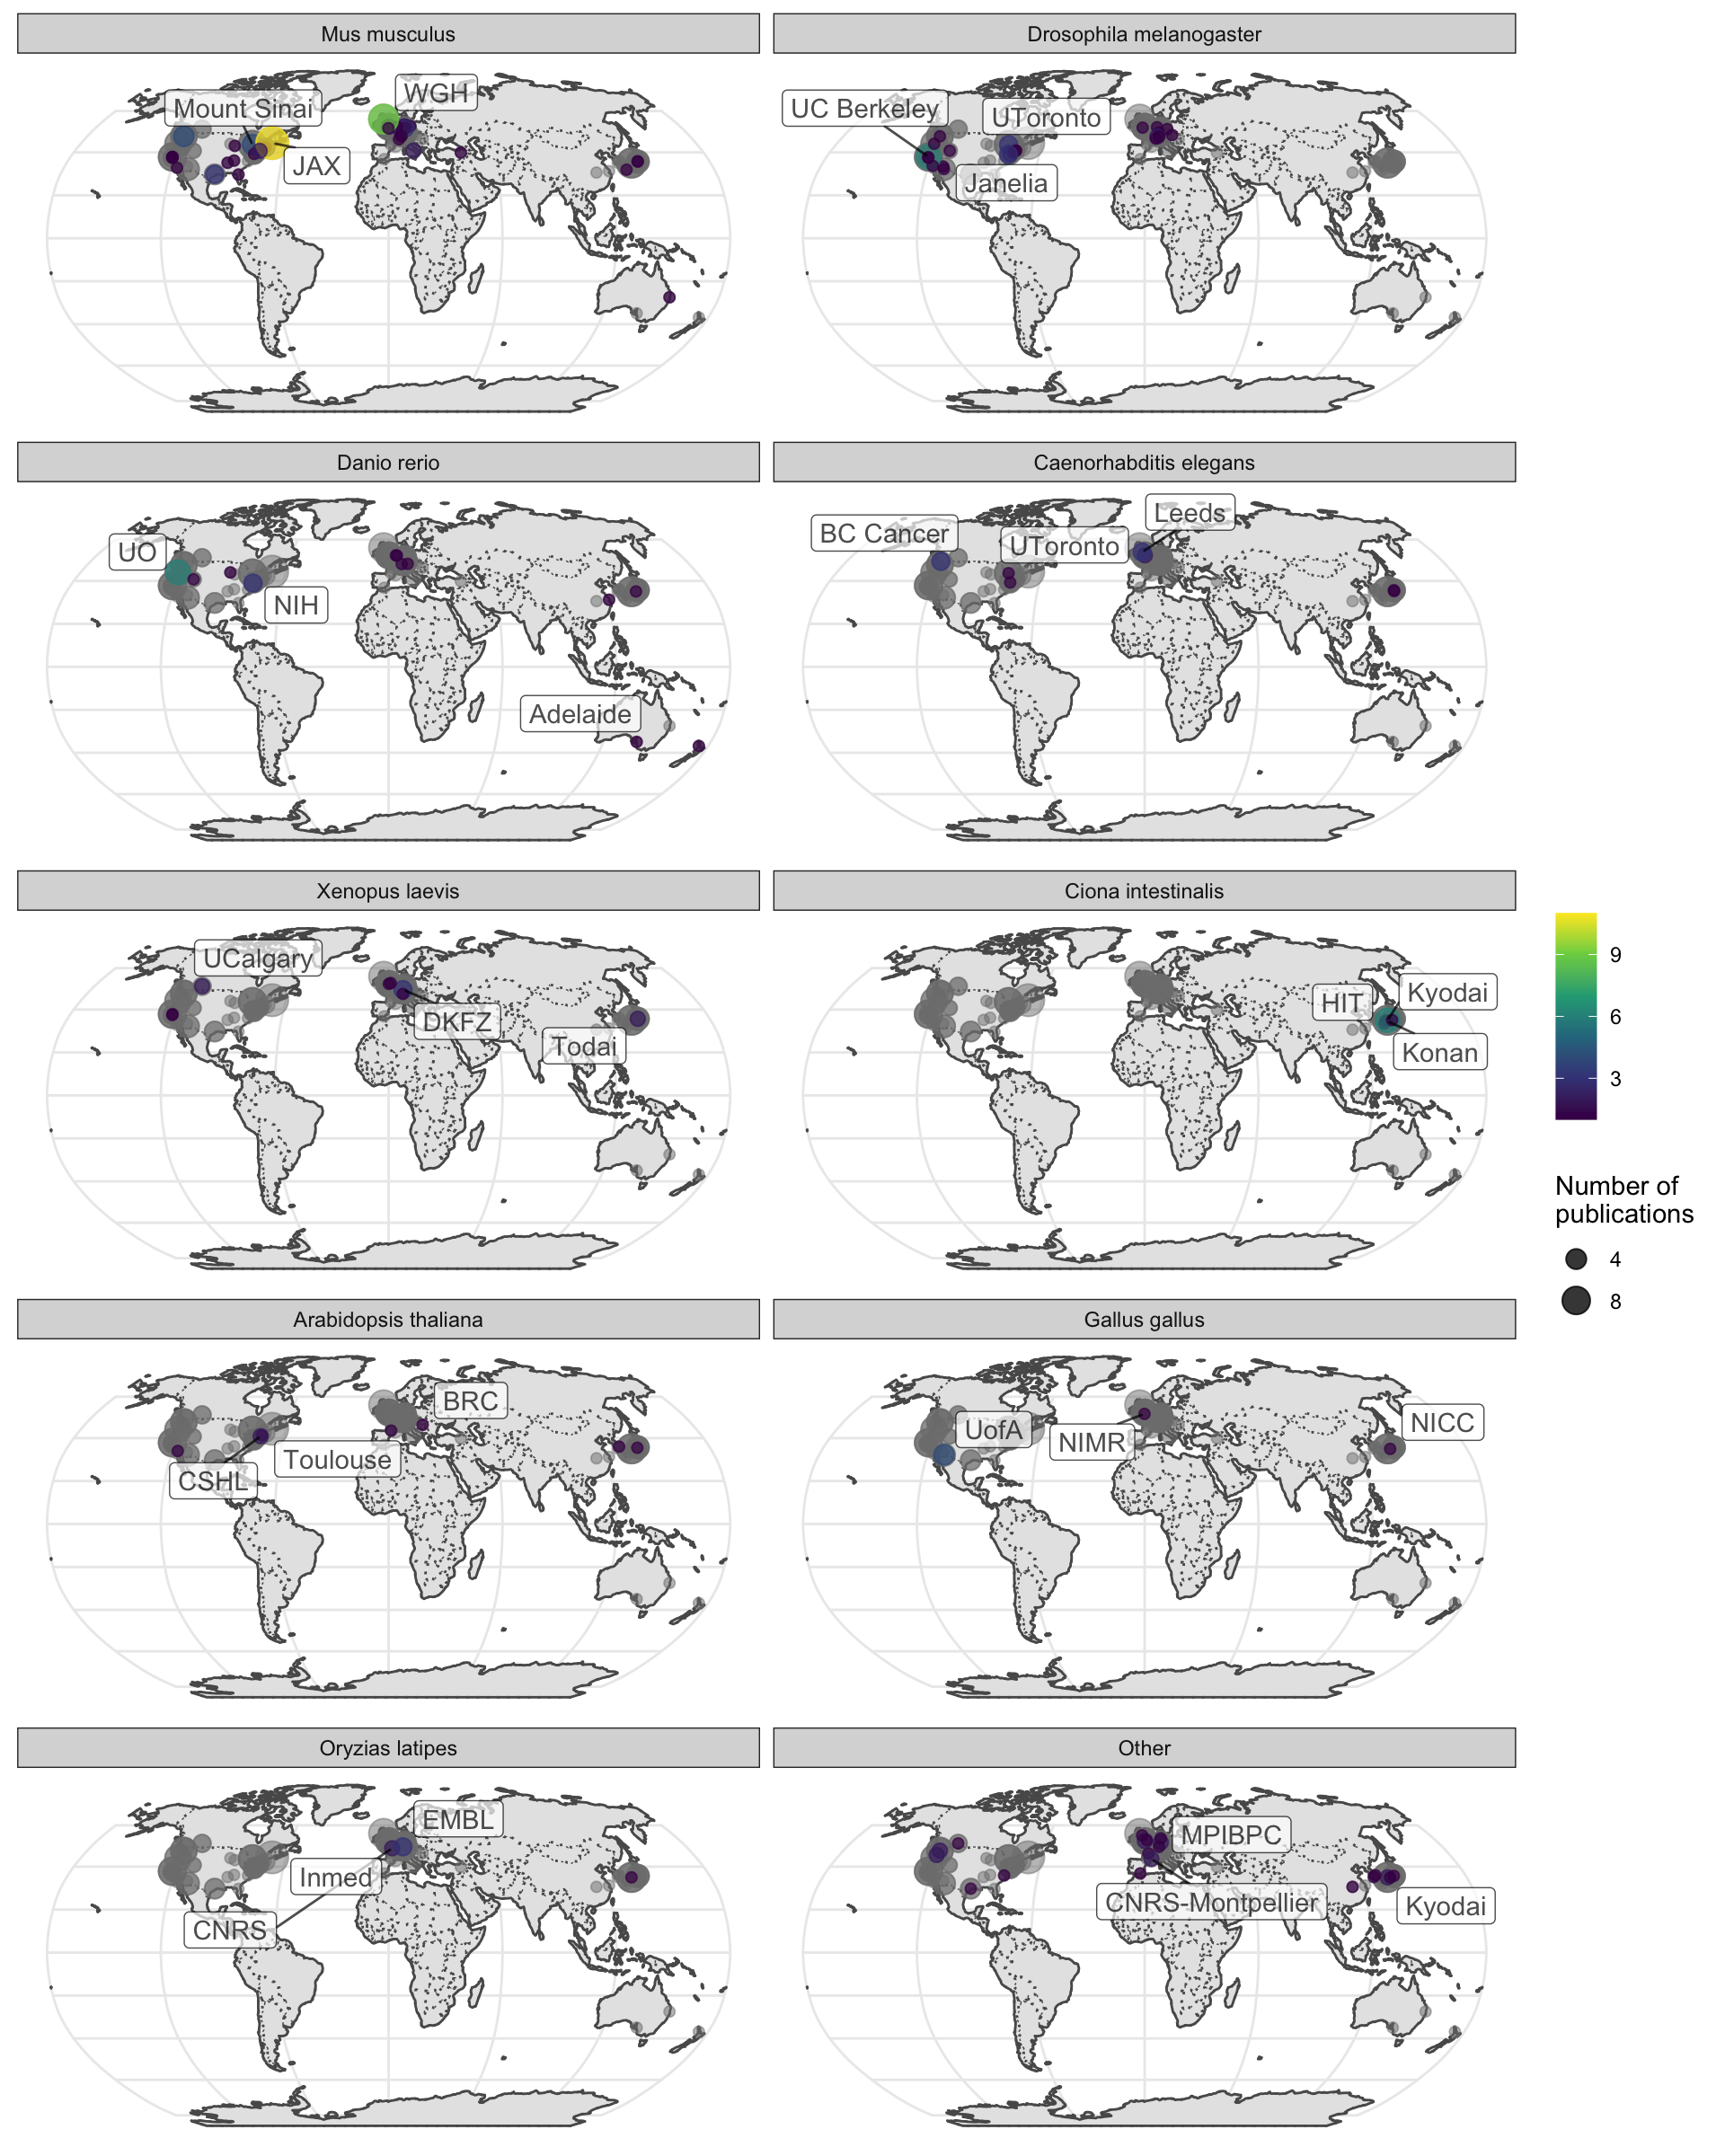 Mus musculus
Mount Sinai
WGH
JAX
Drosophila melanogaster
UC Berkeley
UToronto
Janelia
Danio rerio
UO
NIH
Adelaide
Caenorhabditis elegans
Leeds
BC Cancer
UToronto
Xenopus laevis
UCalgary
DKFZ
Todai
Ciona intestinalis
HIT
Kyodai
Konan
9
6
3
Number of
publications
4
8
Arabidopsis thaliana
BRC
Toulouse
CSHL
Gallus gallus
UofA
NIMR
NICC
Oryzias latipes
EMBL
Inmed
CNRS
Other
MPIBPC
CNRS-Montpellier
Kyodai